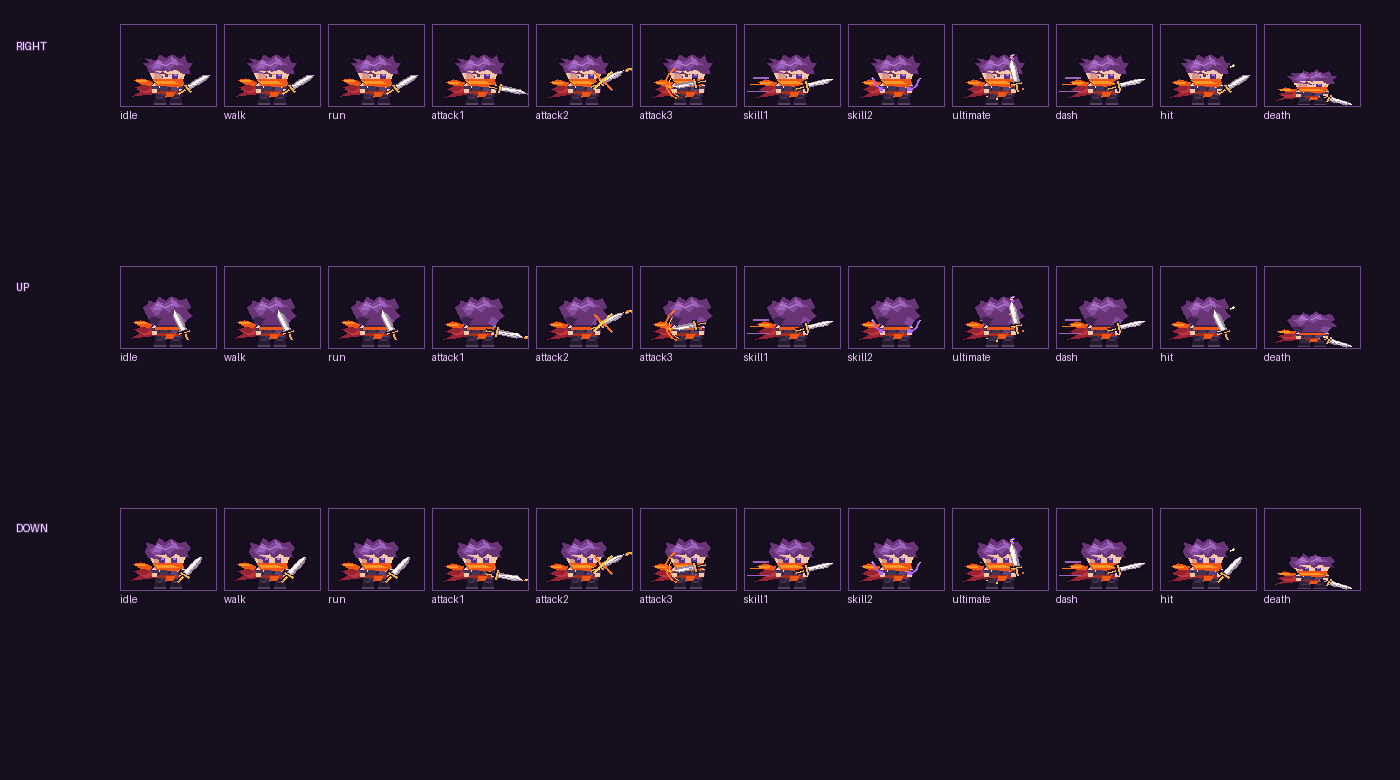 RIGHT
idle walk run attack1 attack2 attack3 skill1 skill2 ultimate dash hit death
UP
idle walk run attack1 attack2 attack3 skill1 skill2 ultimate dash hit death
DOWN
idle walk run attack1 attack2 attack3 skill1 skill2 ultimate dash hit death